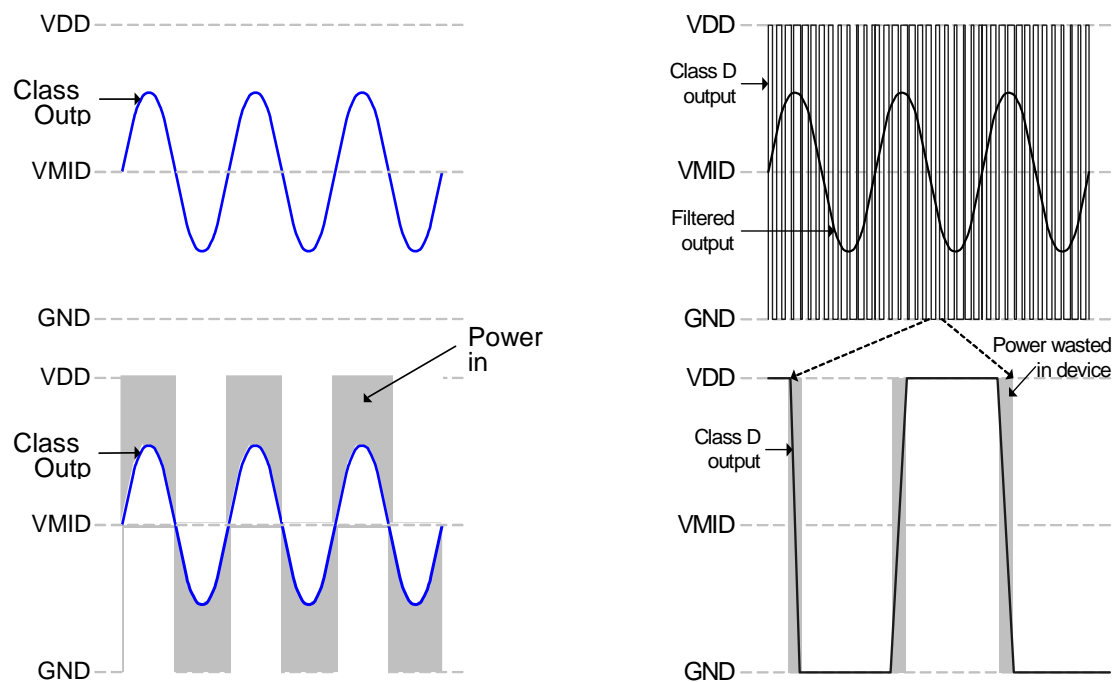 VDD
Class
Outp
VMID
GND
VDD
Class D
output
VMID
Filtered
output
GND
Power
in
VDD
Class
Outp
VMID
GND
Power wasted
in device
VDD
Class D
output
VMID
GND